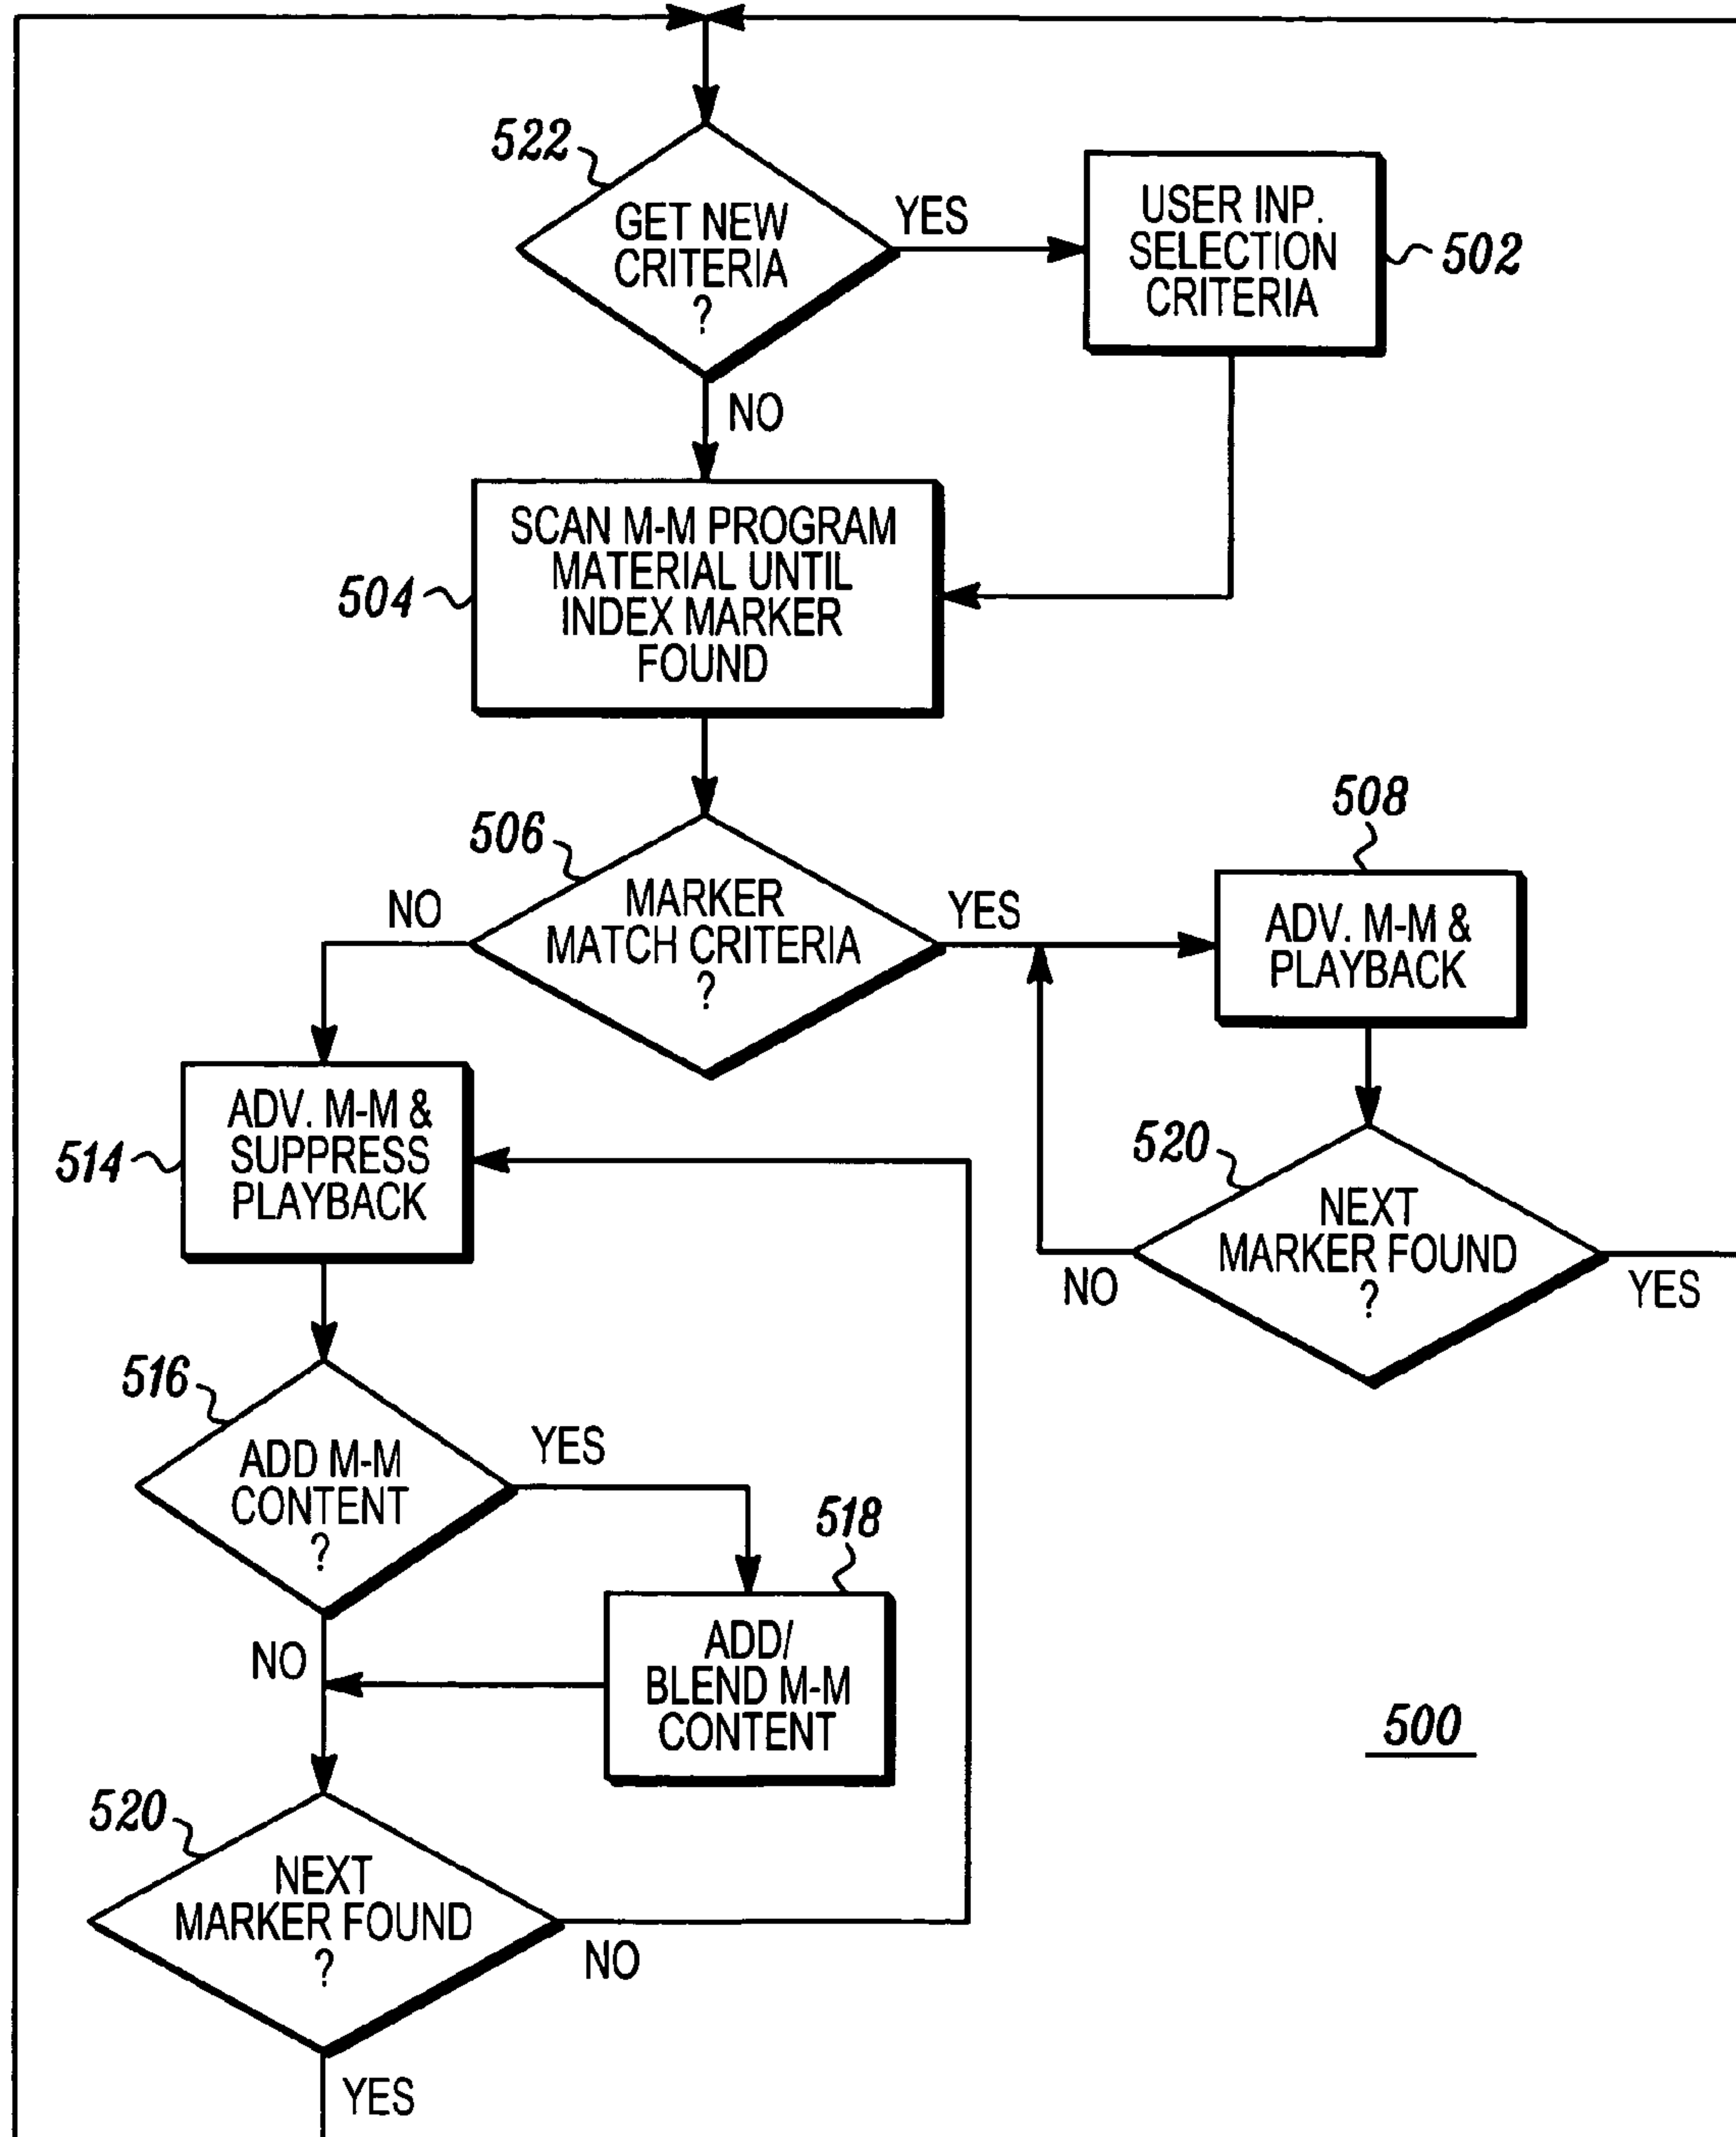 522
GET NEW
CRITERIA
?
YES
NO
USER INP.
SELECTION
CRITERIA
502
504
SCAN M-M PROGRAM
MATERIAL UNTIL
INDEX MARKER
FOUND
506
MARKER
MATCH CRITERIA
?
NO
YES
508
ADV. M-M &
PLAYBACK
520
NEXT
MARKER FOUND
?
NO
YES
514
ADV. M-M &
SUPPRESS
PLAYBACK
516
ADD M-M
CONTENT
?
YES
NO
518
ADD/
BLEND M-M
CONTENT
500
520
NEXT
MARKER FOUND
?
NO
YES